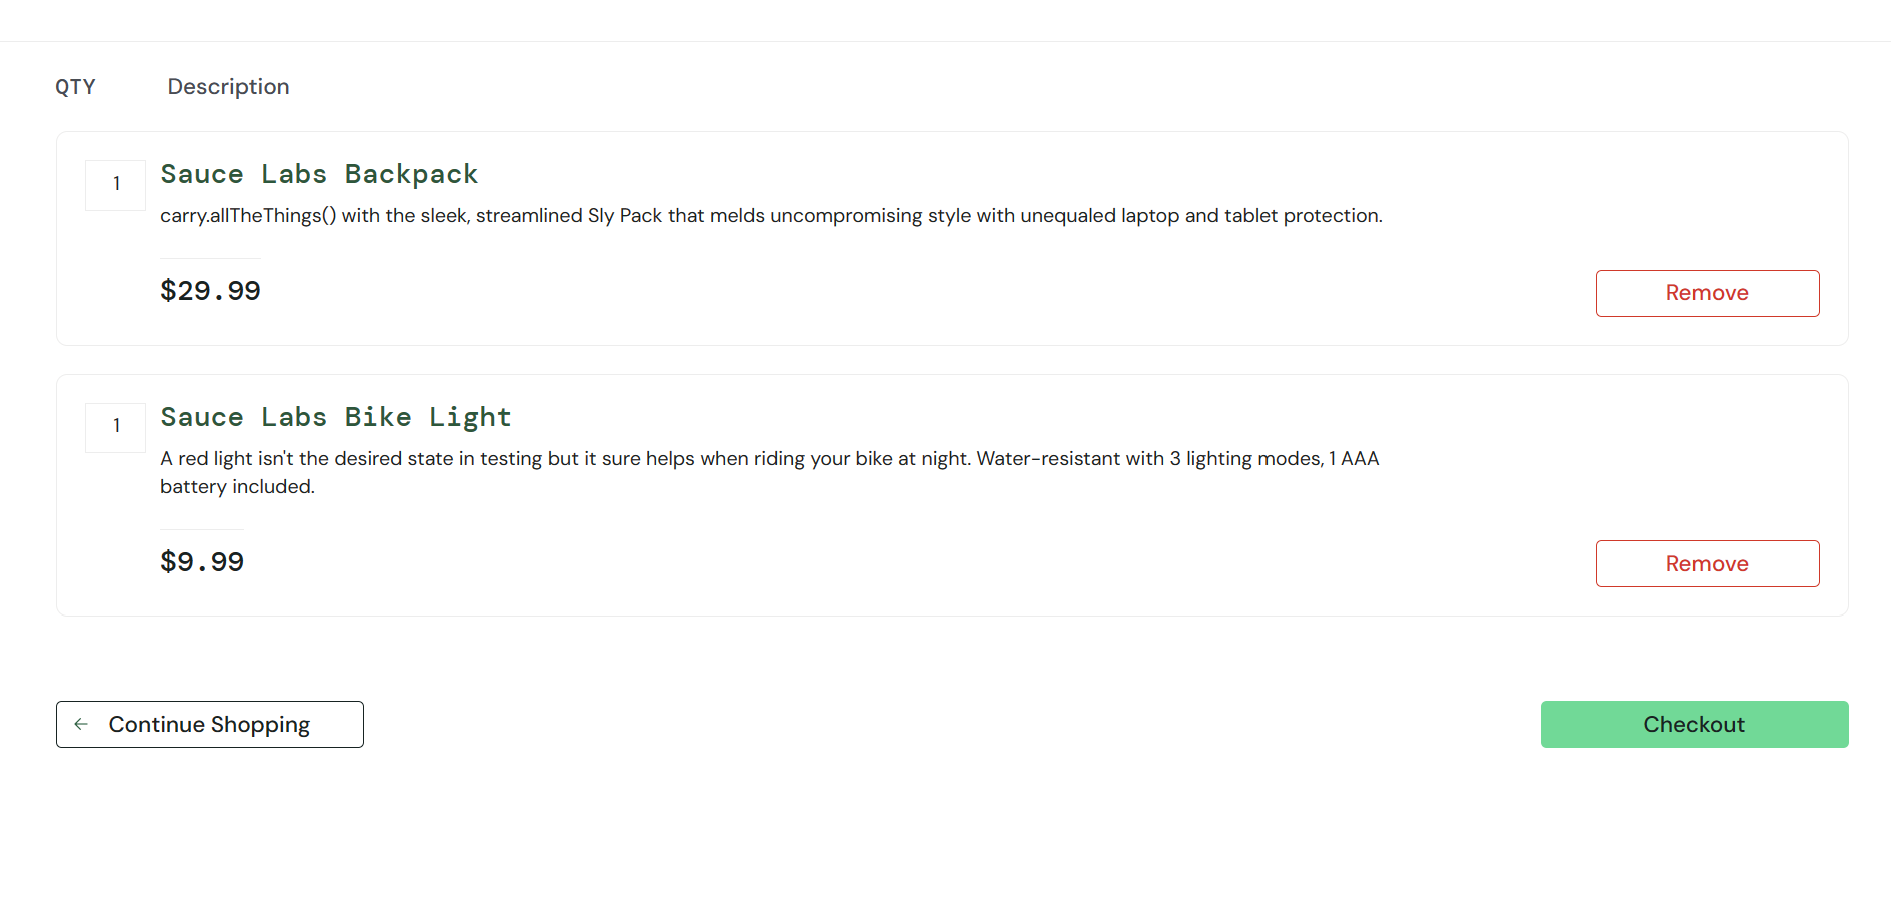 QTY Description
1 Sauce Labs Backpack
carry.allTheThings() with the sleek, streamlined Sly Pack that melds uncompromising style with unequaled laptop and tablet protection.
$29.99
Remove
1 Sauce Labs Bike Light
A red light isn't the desired state in testing but it sure helps when riding your bike at night. Water-resistant with 3 lighting modes, 1 AAA
battery included.
$9.99
Remove
← Continue Shopping
Checkout